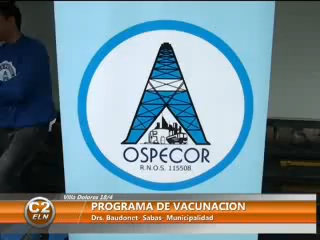 OSPECOR
R.N.O.S. 115508
Villa Dolores 18/4
C2
ELN
PROGRAMA DE VACUNACION
Drs. Baudonet Sabas Municipalidad